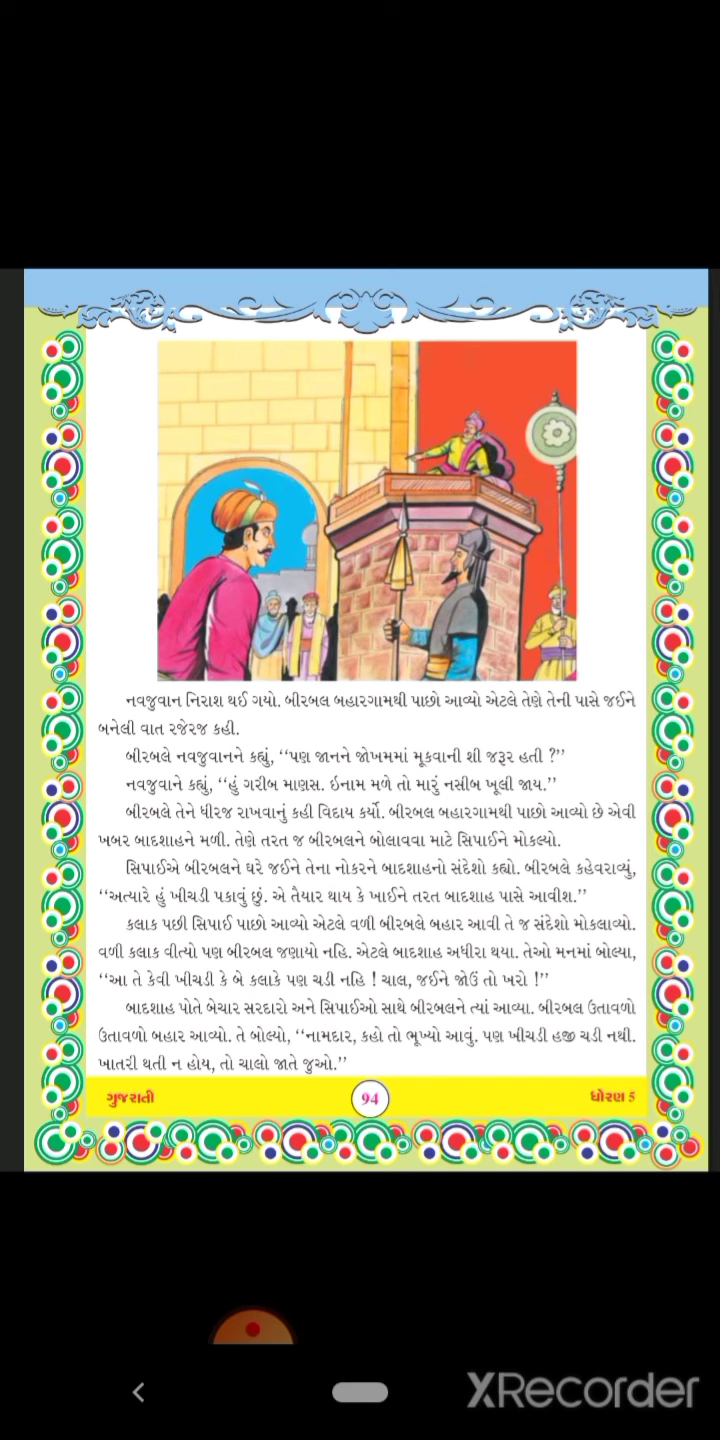 નવજુવાન નિરાશ થઈ ગયો. બીરબલ બહારગામથી પાછો આવ્યો એટલે તેણે તેની પાસે જઈને
બનેલી વાત રજેરજ કહી.
બીરબલે નવજુવાનને કહ્યું, ‘‘પણ જાનને જોખમમાં મૂકવાની શી જરૂર હતી ?’’
નવજુવાને કહ્યું, ‘‘હું ગરીબ માણસ. ઇનામ મળે તો મારું નસીબ ખૂલી જાય.’’
બીરબલે તેને ધીરજ રાખવાનું કહી વિદાય કર્યો. બીરબલ બહારગામથી પાછો આવ્યો છે એવી
ખબર બાદશાહને મળી. તેણે તરત જ બીરબલને બોલાવવા માટે સિપાઈને મોકલ્યો.
સિપાઈએ બીરબલને ઘરે જઈને તેના નોકરને બાદશાહનો સંદેશો કહ્યો. બીરબલે કહેવરાવ્યું,
‘‘અત્યારે હું ખીચડી પકાવું છું. એ તૈયાર થાય કે ખાઈને તરત બાદશાહ પાસે આવીશ.’’
કલાક પછી સિપાઈ પાછો આવ્યો એટલે વળી બીરબલે બહાર આવી તે જ સંદેશો મોકલાવ્યો.
વળી કલાક વીત્યો પણ બીરબલ જણાયો નહિ. એટલે બાદશાહ અધીરા થયા. તેઓ મનમાં બોલ્યા,
‘‘આ તે કેવી ખીચડી કે બે કલાકે પણ ચડી નહિ ! ચાલ, જઈને જોઉં તો ખરો !’’
બાદશાહ પોતે બેચાર સરદારો અને સિપાઈઓ સાથે બીરબલને ત્યાં આવ્યા. બીરબલ ઉતાવળો
ઉતાવળો બહાર આવ્યો. તે બોલ્યો, ‘‘નામદાર, કહો તો ભૂખ્યો આવું. પણ ખીચડી હજી ચડી નથી.
ખાતરી થતી ન હોય, તો ચાલો જાતે જુઓ.’’
ગુજરાતી 94 ધોરણ 5
XRecorder